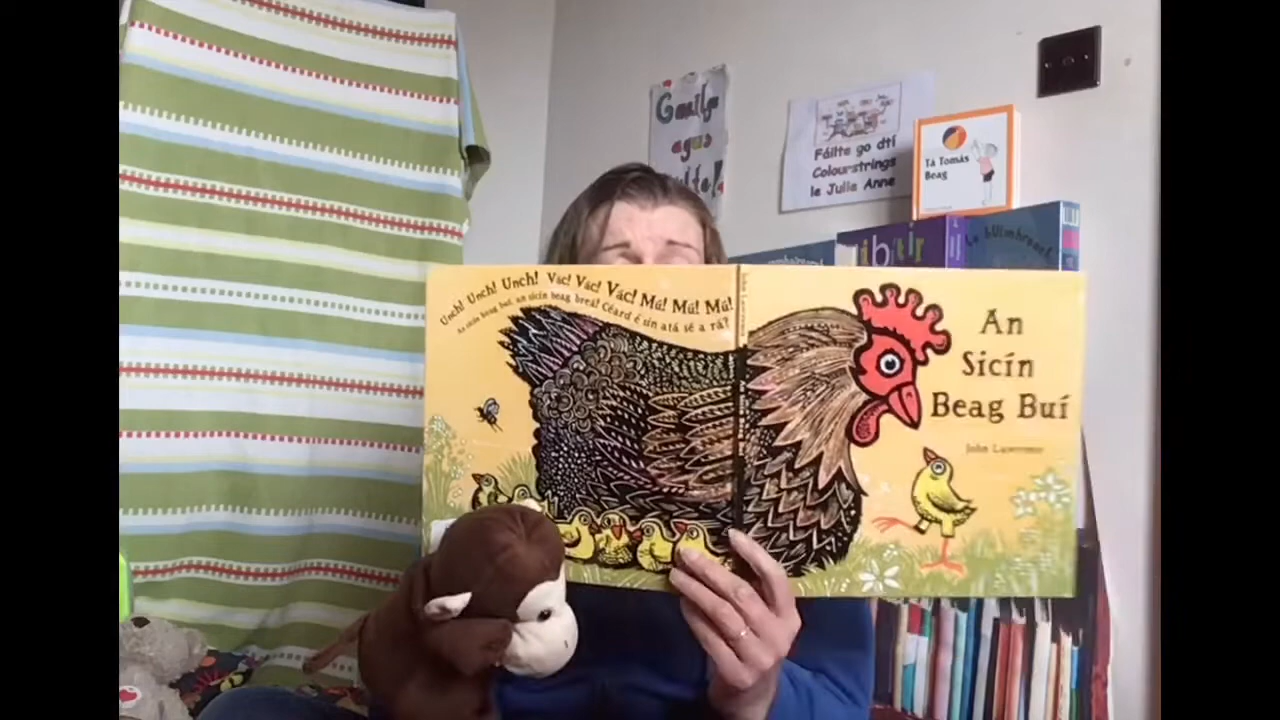 Gaeilge
agus
fáilte!
Fáilte go dtí
Colourstrings
le Julie Anne
Tá Tomás
Beag
Unch! Unch! Unch! Vác! Vác! Vác! Mú! Mú! Mú!
An sicín beag buí, an sicín beag breá! Céard é sin atá sé a rá?
An
Sicín
Beag Buí
John Lawrence